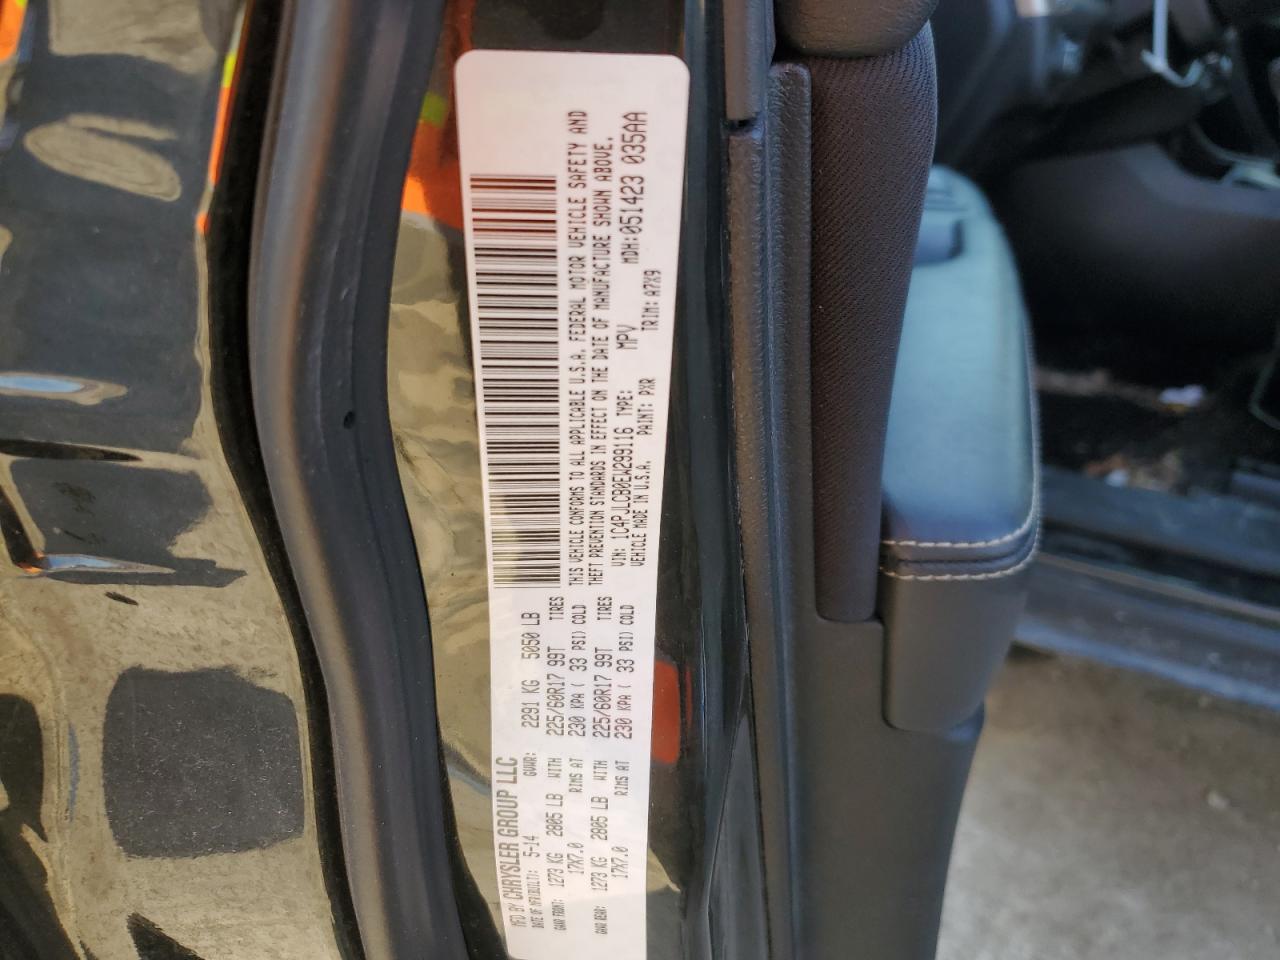 MFD BY CHRYSLER GROUP LLC
DATE OF MFR(BUILT): 5-14 GVWR: 2291 KG 5050 LB
GAWR FRONT: 1273 KG 2805 LB WITH 225/60R17 99T TIRES
17X7.0 RIMS AT 230 KPA ( 33 PSI) COLD
GAWR REAR: 1273 KG 2805 LB WITH 225/60R17 99T TIRES
17X7.0 RIMS AT 230 KPA ( 33 PSI) COLD
THIS VEHICLE CONFORMS TO ALL APPLICABLE U.S.A. FEDERAL MOTOR VEHICLE SAFETY AND
THEFT PREVENTION STANDARDS IN EFFECT ON THE DATE OF MANUFACTURE SHOWN ABOVE.
VIN: 1C4PJLCB0EW299116 TYPE: MPV MDH:051423 035AA
VEHICLE MADE IN U.S.A. PAINT: PXR TRIM: A7X9